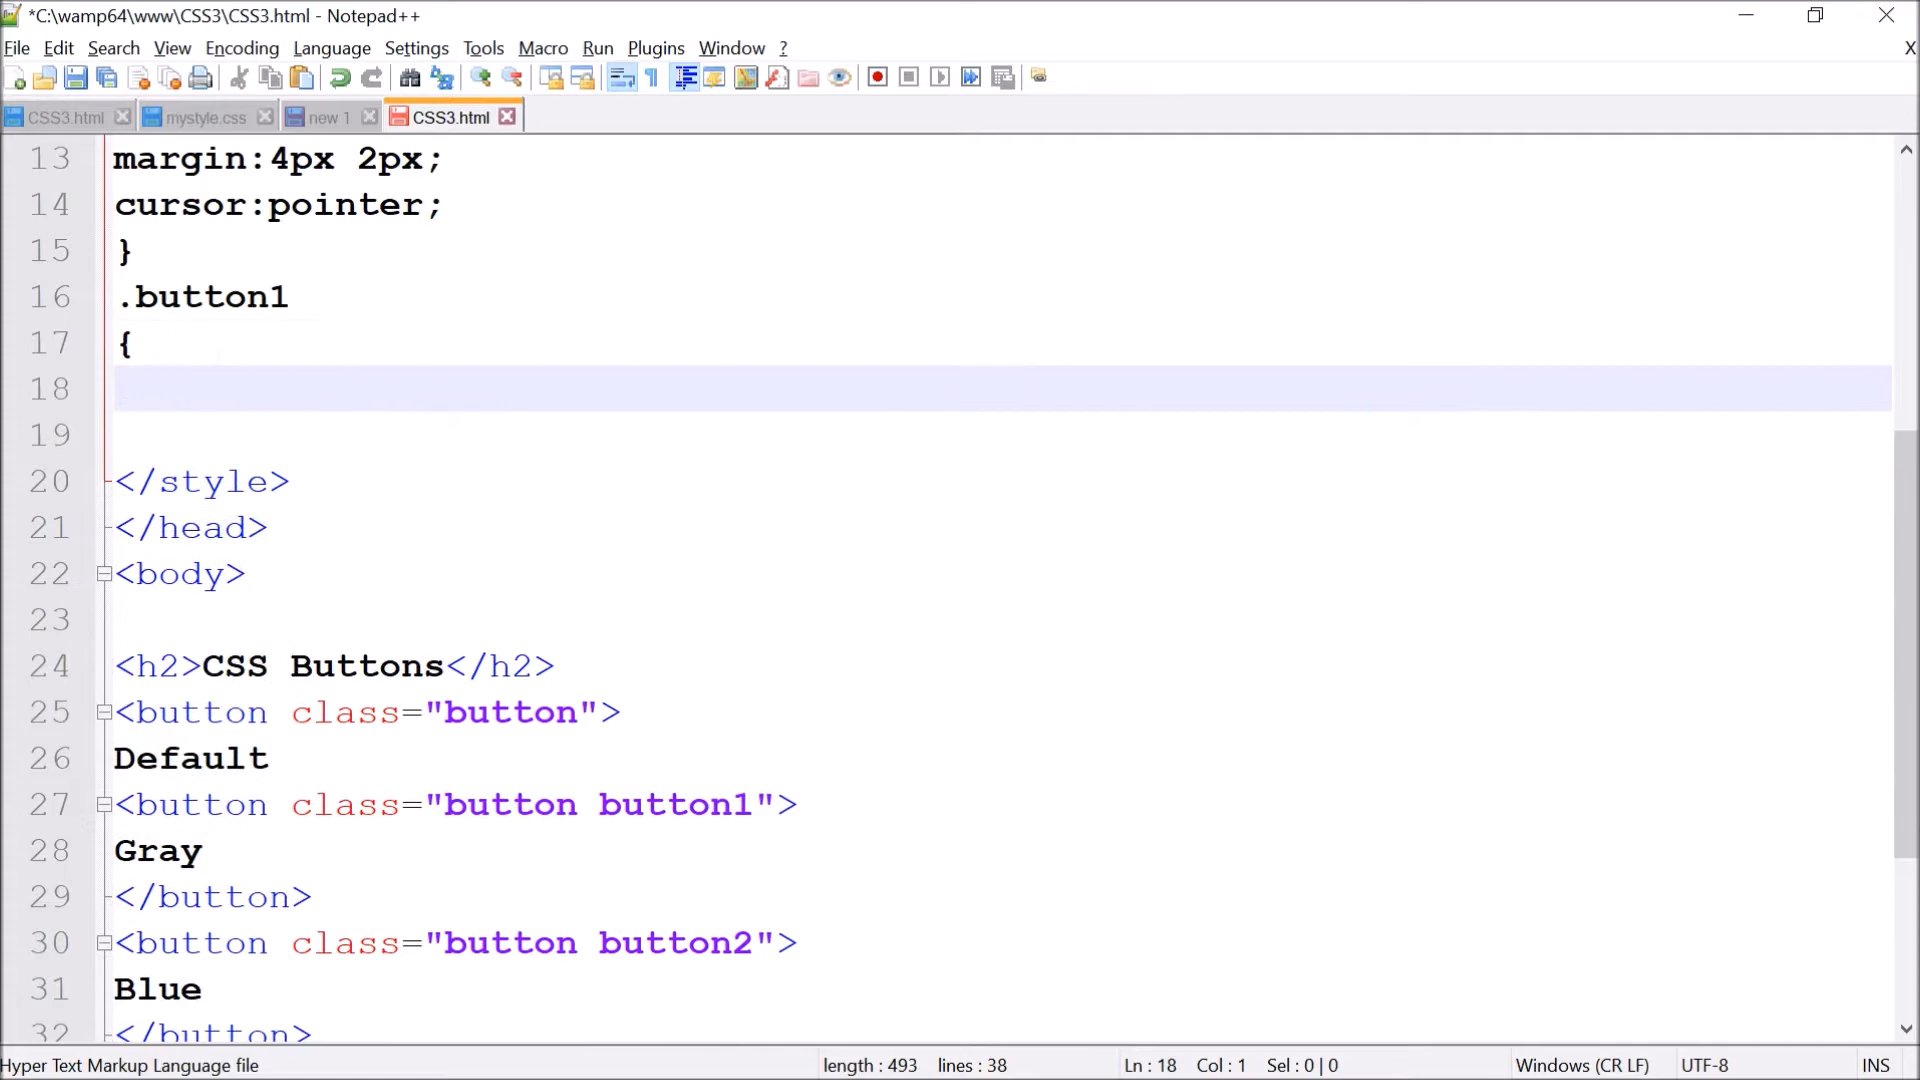 *C:\wamp64\www\CSS3\CSS3.html - Notepad++
File Edit Search View Encoding Language Settings Tools Macro Run Plugins Window ?
X
CSS3.html mystyle.css new 1 CSS3.html
13 margin:4px 2px;
14 cursor:pointer;
15 }
16 .button1
17 {
18
19
20 </style>
21 </head>
22 <body>
23
24 <h2>CSS Buttons</h2>
25 <button class="button">
26 Default
27 <button class="button button1">
28 Gray
29 </button>
30 <button class="button button2">
31 Blue
32 </button>
Hyper Text Markup Language file length : 493 lines : 38 Ln : 18 Col : 1 Sel : 0 | 0 Windows (CR LF) UTF-8 INS